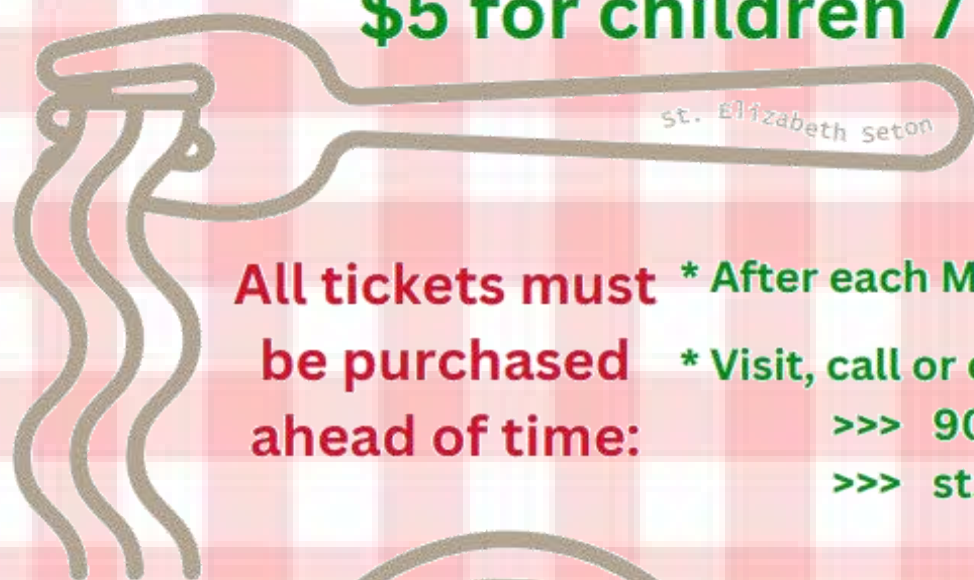 $5 for children 7
St. Elizabeth Seton
All tickets must
be purchased
ahead of time:
* After each M
* Visit, call or
>>> 90
>>> st